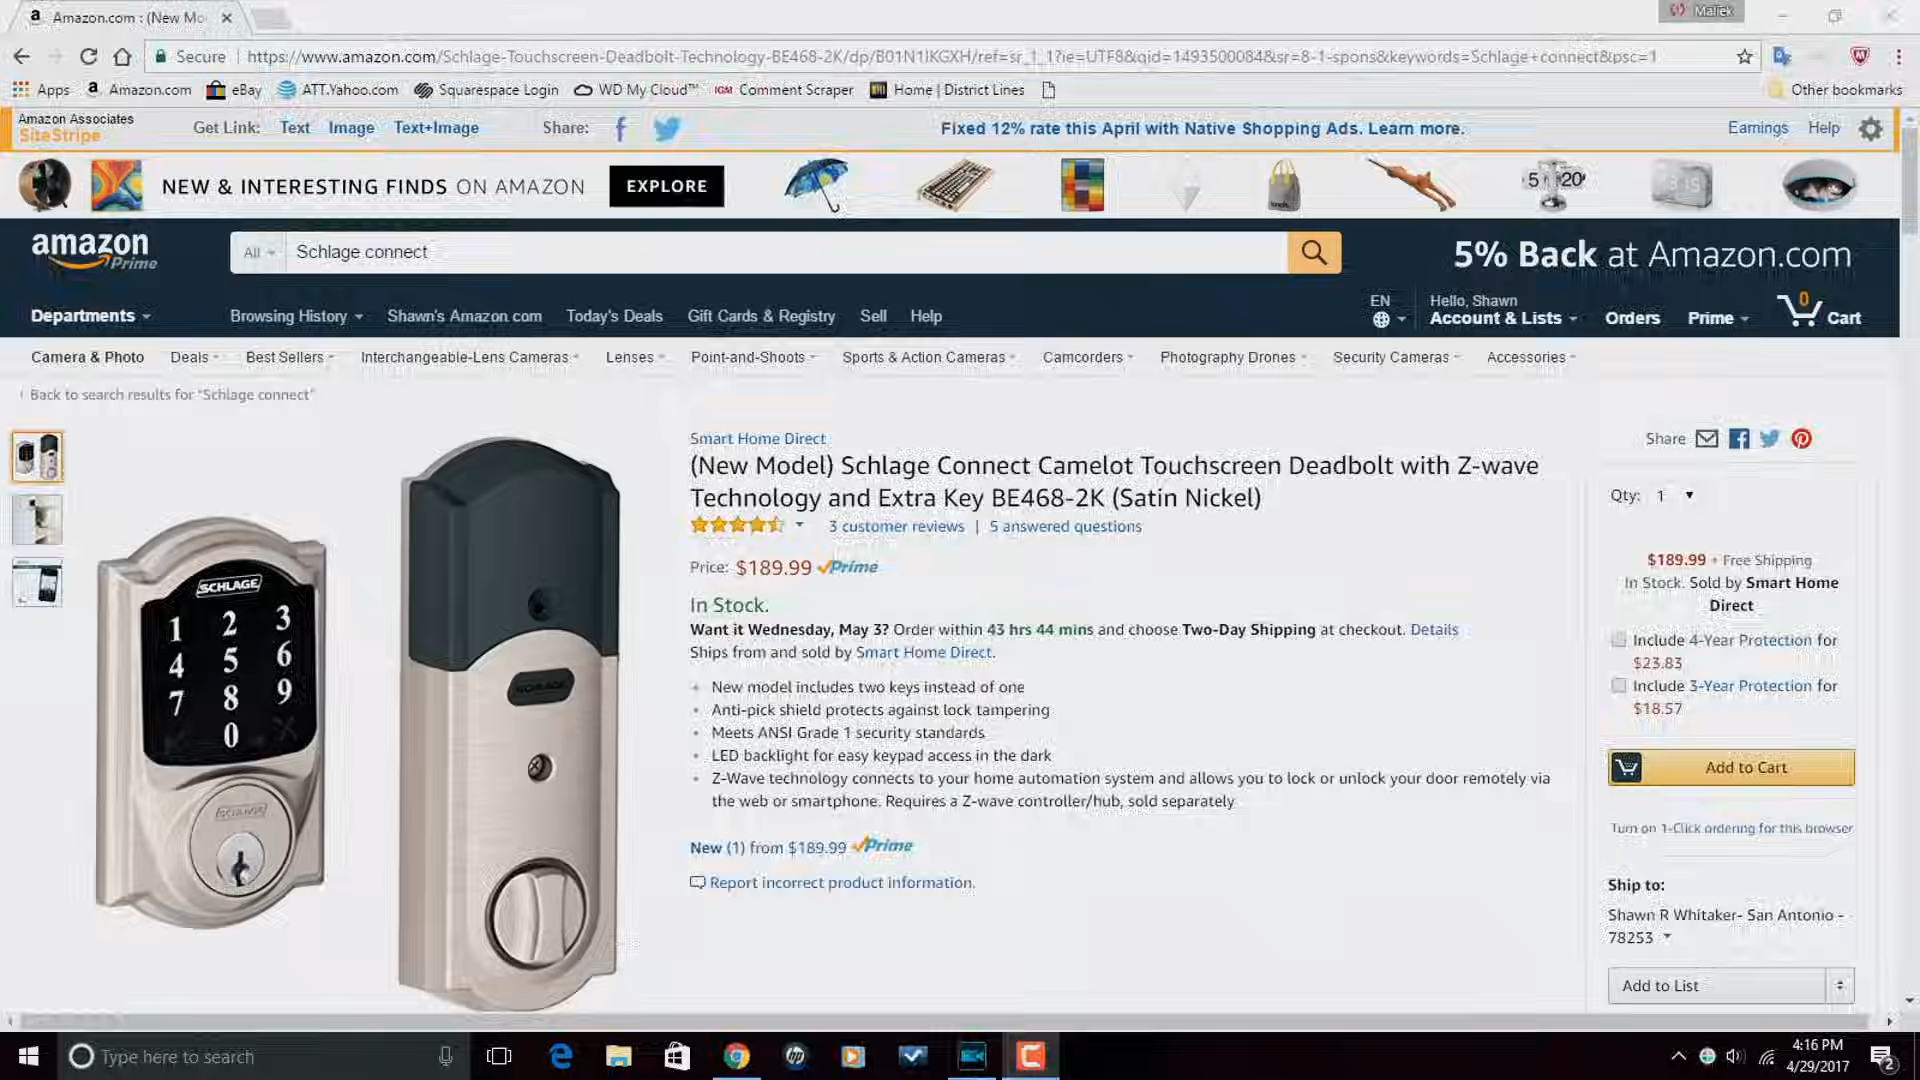 Amazon.com : (New Mo
Maliek
Secure
https://www.amazon.com/Schlage-Touchscreen-Deadbolt-Technology-BE468-2K/dp/B01N1IKGXH/ref=sr_1_1?ie=UTF8&qid=1493500084&sr=8-1-spons&keywords=Schlage+connect&psc=1
Apps Amazon.com eBay ATT.Yahoo.com Squarespace Login WD My Cloud™ IGM Comment Scraper Home | District Lines Other bookmarks
Amazon Associates
SiteStripe
Get Link: Text Image Text+Image Share: Fixed 12% rate this April with Native Shopping Ads. Learn more. Earnings Help
NEW & INTERESTING FINDS ON AMAZON EXPLORE
amazon
Prime
All Schlage connect
5% Back at Amazon.com
Departments Browsing History Shawn's Amazon.com Today's Deals Gift Cards & Registry Sell Help
EN
Hello, Shawn
Account & Lists Orders Prime 0 Cart
Camera & Photo Deals Best Sellers Interchangeable-Lens Cameras Lenses Point-and-Shoots Sports & Action Cameras Camcorders Photography Drones Security Cameras Accessories
Back to search results for "Schlage connect"
SCHLAGE
1 2 3
4 5 6
7 8 9
0
SCHLAGE
SCHLAGE
Smart Home Direct
(New Model) Schlage Connect Camelot Touchscreen Deadbolt with Z-wave
Technology and Extra Key BE468-2K (Satin Nickel)
3 customer reviews | 5 answered questions
Price: $189.99 Prime
In Stock.
Want it Wednesday, May 3? Order within 43 hrs 44 mins and choose Two-Day Shipping at checkout. Details
Ships from and sold by Smart Home Direct.
New model includes two keys instead of one
Anti-pick shield protects against lock tampering
Meets ANSI Grade 1 security standards
LED backlight for easy keypad access in the dark
Z-Wave technology connects to your home automation system and allows you to lock or unlock your door remotely via
the web or smartphone. Requires a Z-wave controller/hub, sold separately
New (1) from $189.99 Prime
Report incorrect product information.
Share
Qty: 1
$189.99 + Free Shipping
In Stock. Sold by Smart Home
Direct
Include 4-Year Protection for
$23.83
Include 3-Year Protection for
$18.57
Add to Cart
Turn on 1-Click ordering for this browser
Ship to:
Shawn R Whitaker- San Antonio -
78253
Add to List
Type here to search
4:16 PM
4/29/2017
2